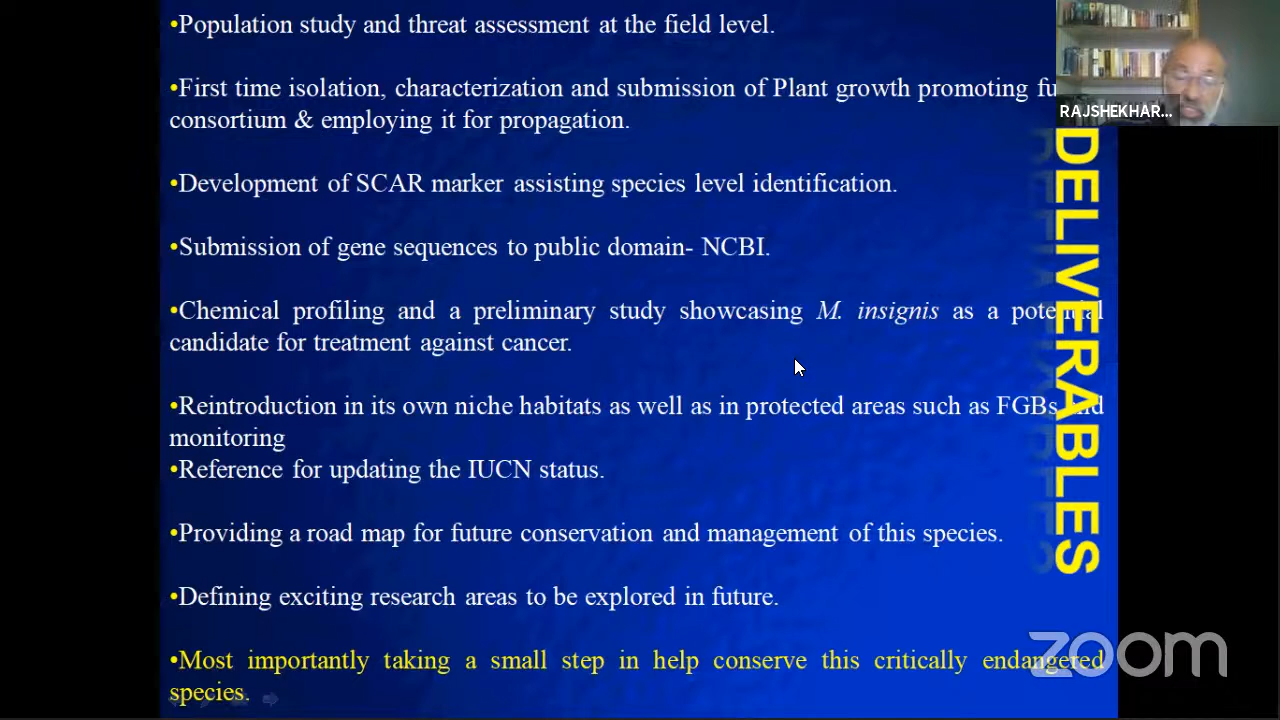 •Population study and threat assessment at the field level.
•First time isolation, characterization and submission of Plant growth promoting
consortium & employing it for propagation.
•Development of SCAR marker assisting species level identification.
•Submission of gene sequences to public domain- NCBI.
•Chemical profiling and a preliminary study showcasing M. insignis as a potential
candidate for treatment against cancer.
•Reintroduction in its own niche habitats as well as in protected areas such as FGBs and
monitoring
•Reference for updating the IUCN status.
•Providing a road map for future conservation and management of this species.
•Defining exciting research areas to be explored in future.
•Most importantly taking a small step in help conserve this critically endangered
species.
DELIVERABLES
RAJSHEKHAR...
zoom